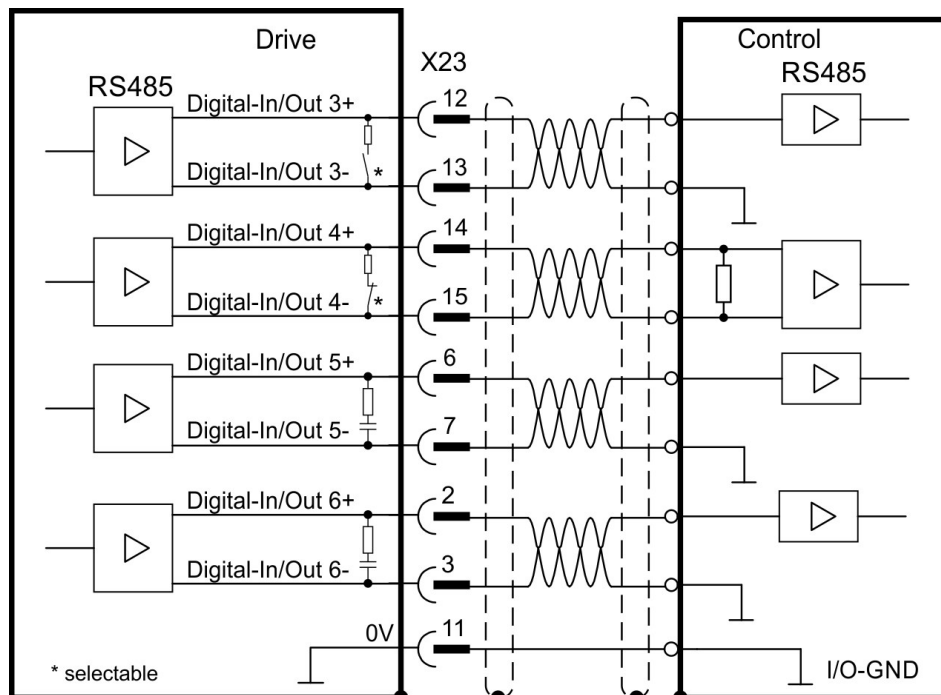 Drive
Control
X23
RS485
RS485
Digital-In/Out 3+
12
Digital-In/Out 3-
*
13
Digital-In/Out 4+
14
Digital-In/Out 4-
*
15
Digital-In/Out 5+
6
Digital-In/Out 5-
7
Digital-In/Out 6+
2
Digital-In/Out 6-
3
0V
11
* selectable
I/O-GND